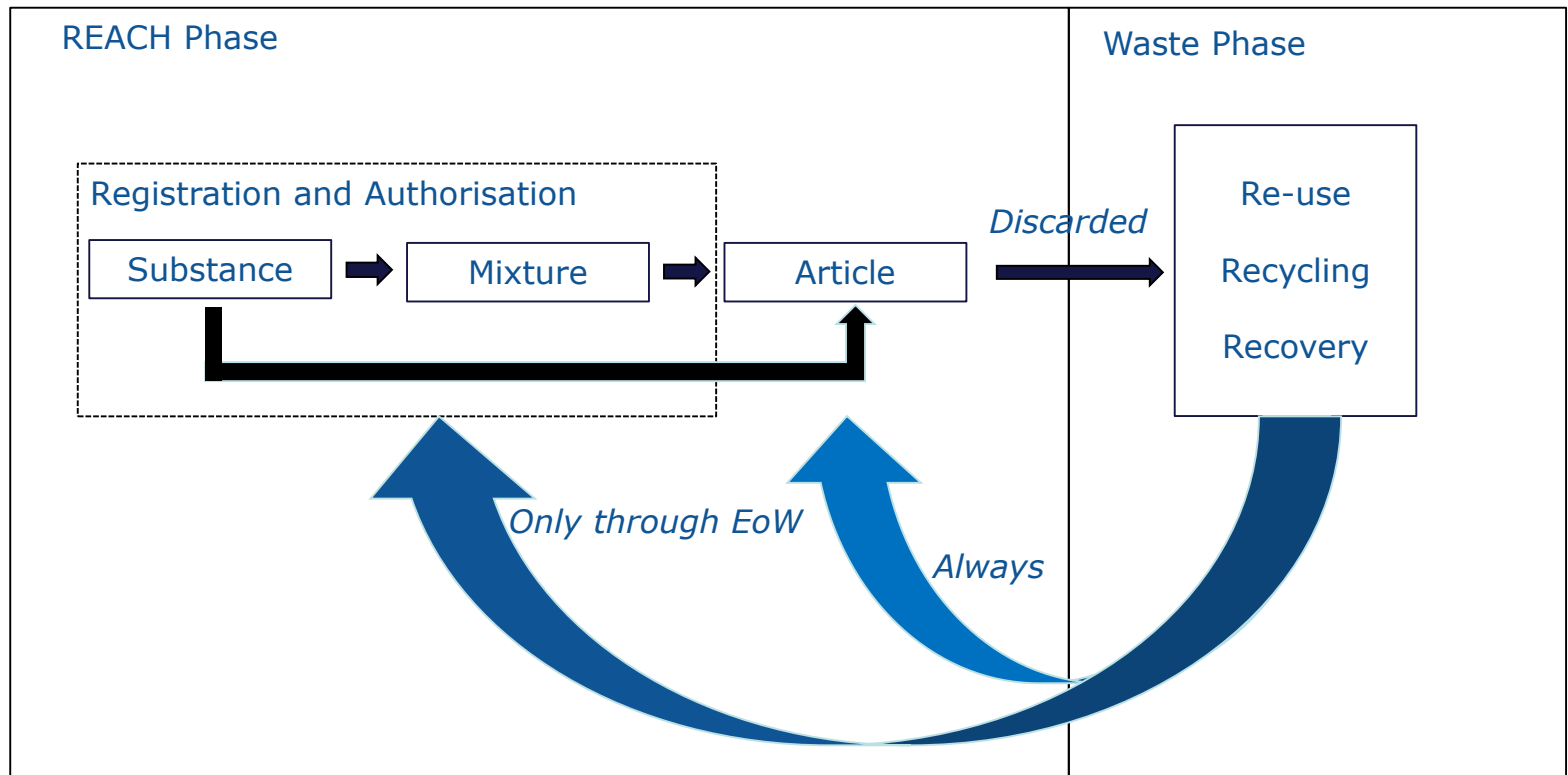 REACH Phase
Waste Phase
Registration and Authorisation
Substance
Mixture
Article
Discarded
Re-use
Recycling
Recovery
Only through EoW
Always